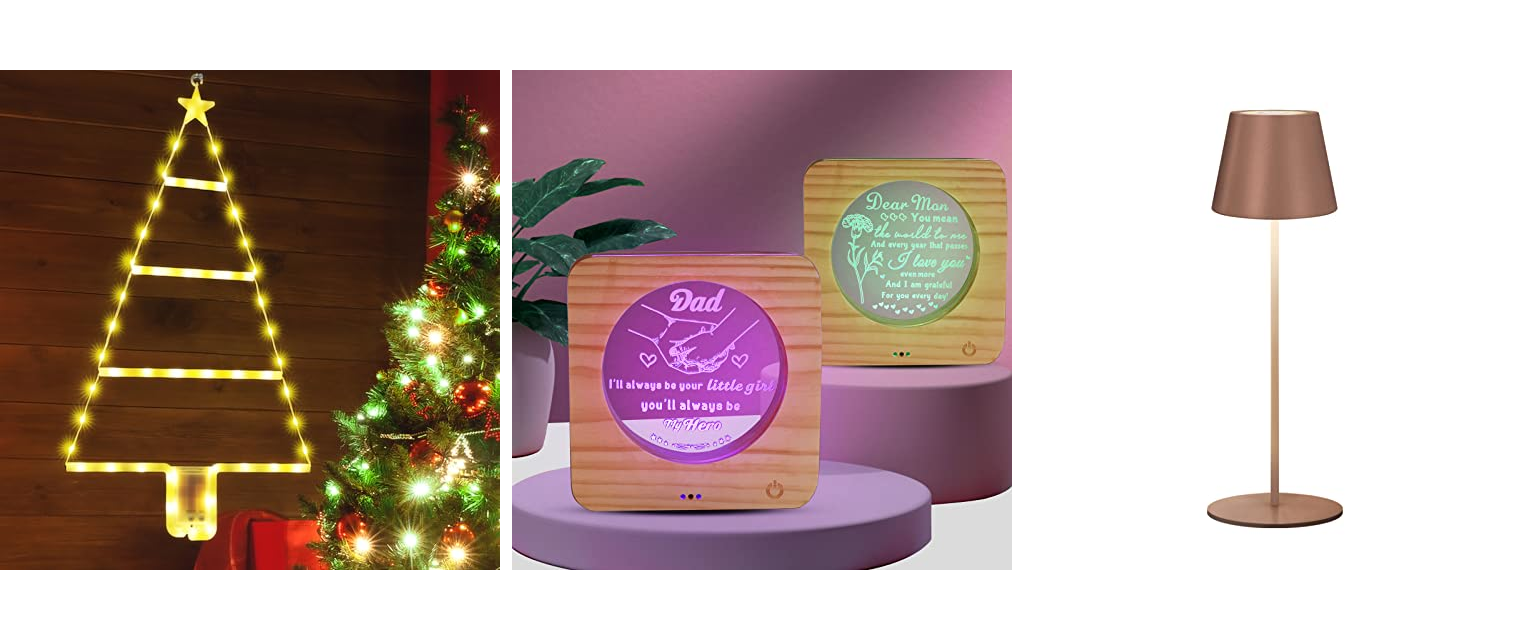 Dad
I'll always be your little girl
you'll always be
My Hero
Dear Mom
You mean
the world to me
And every year that passes
I love you
even more
And I am grateful
For you every day!